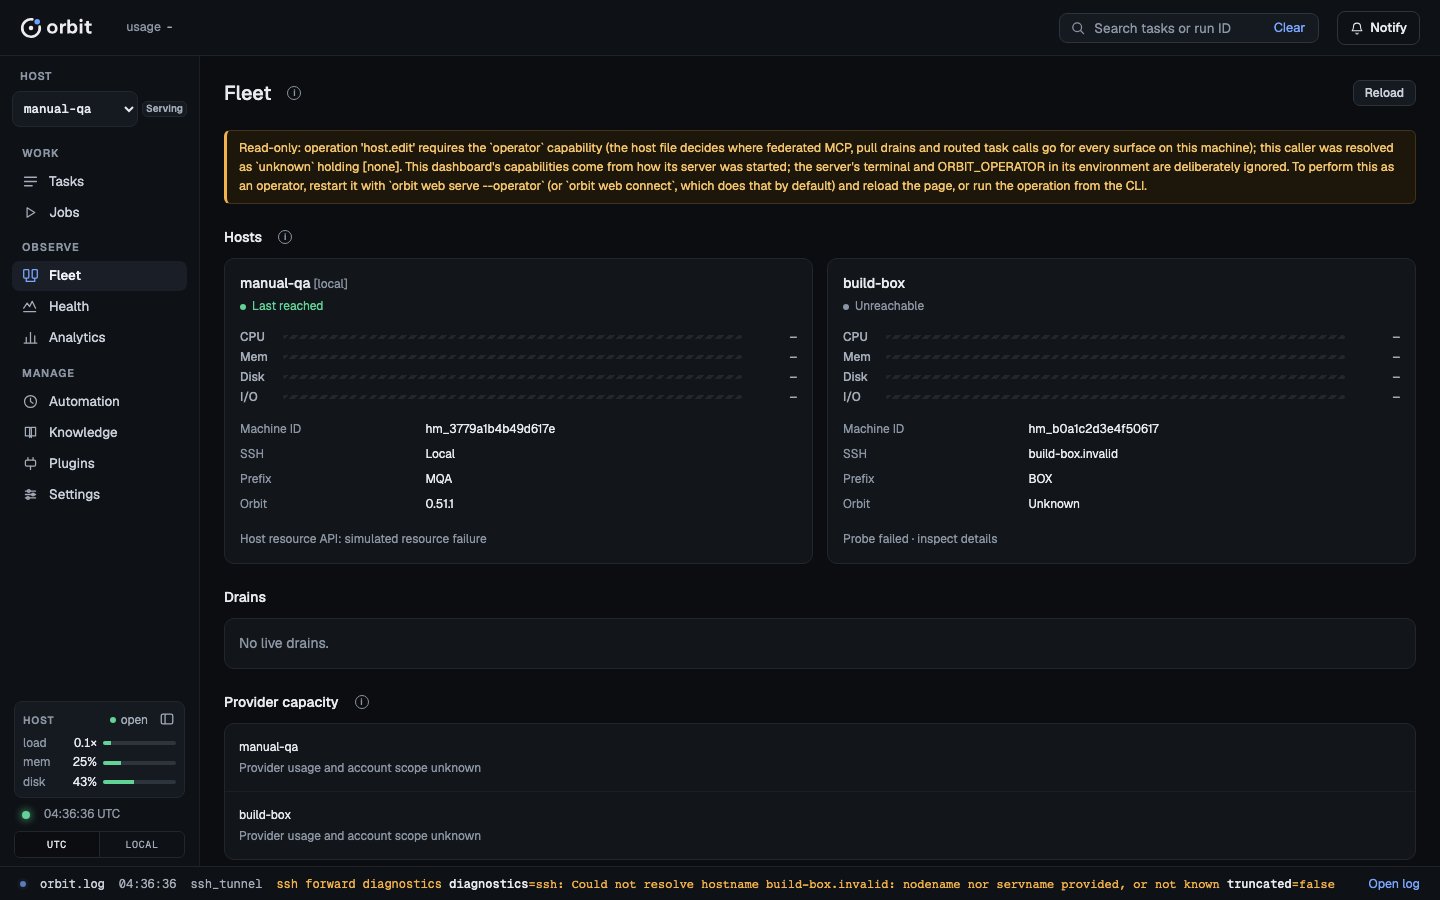 orbit
usage –
Search tasks or run ID
Clear
Notify
HOST
manual-qa
Serving
WORK
Tasks
Jobs
OBSERVE
Fleet
Health
Analytics
MANAGE
Automation
Knowledge
Plugins
Settings
HOST
open
load 0.1×
mem 25%
disk 43%
04:36:36 UTC
UTC
LOCAL
Fleet
Reload
Read-only: operation 'host.edit' requires the `operator` capability (the host file decides where federated MCP, pull drains and routed task calls go for every surface on this machine); this caller was resolved
as `unknown` holding [none]. This dashboard's capabilities come from how its server was started; the server's terminal and ORBIT_OPERATOR in its environment are deliberately ignored. To perform this as
an operator, restart it with `orbit web serve --operator` (or `orbit web connect`, which does that by default) and reload the page, or run the operation from the CLI.
Hosts
manual-qa [local]
Last reached
CPU –
Mem –
Disk –
I/O –
Machine ID hm_3779a1b4b49d617e
SSH Local
Prefix MQA
Orbit 0.51.1
Host resource API: simulated resource failure
build-box
Unreachable
CPU –
Mem –
Disk –
I/O –
Machine ID hm_b0a1c2d3e4f50617
SSH build-box.invalid
Prefix BOX
Orbit Unknown
Probe failed · inspect details
Drains
No live drains.
Provider capacity
manual-qa
Provider usage and account scope unknown
build-box
Provider usage and account scope unknown
orbit.log 04:36:36 ssh_tunnel ssh forward diagnostics diagnostics=ssh: Could not resolve hostname build-box.invalid: nodename nor servname provided, or not known truncated=false
Open log